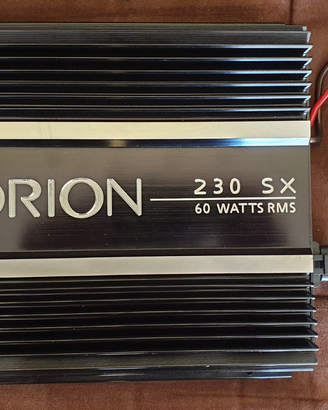 ORION
230 SX
60 WATTS RMS